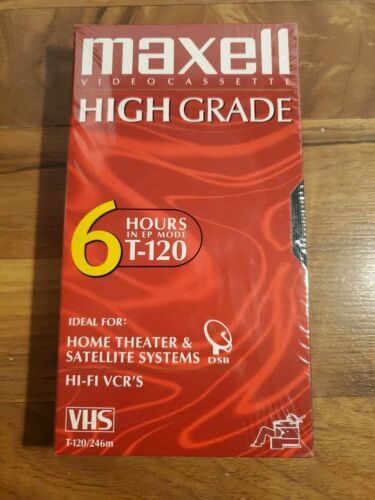 maxell
VIDEOCASSETTE
HIGH GRADE
6 HOURS
IN EP MODE
T-120
IDEAL FOR:
HOME THEATER &
SATELLITE SYSTEMS
DSB
HI-FI VCR'S
VHS
T-120/246m